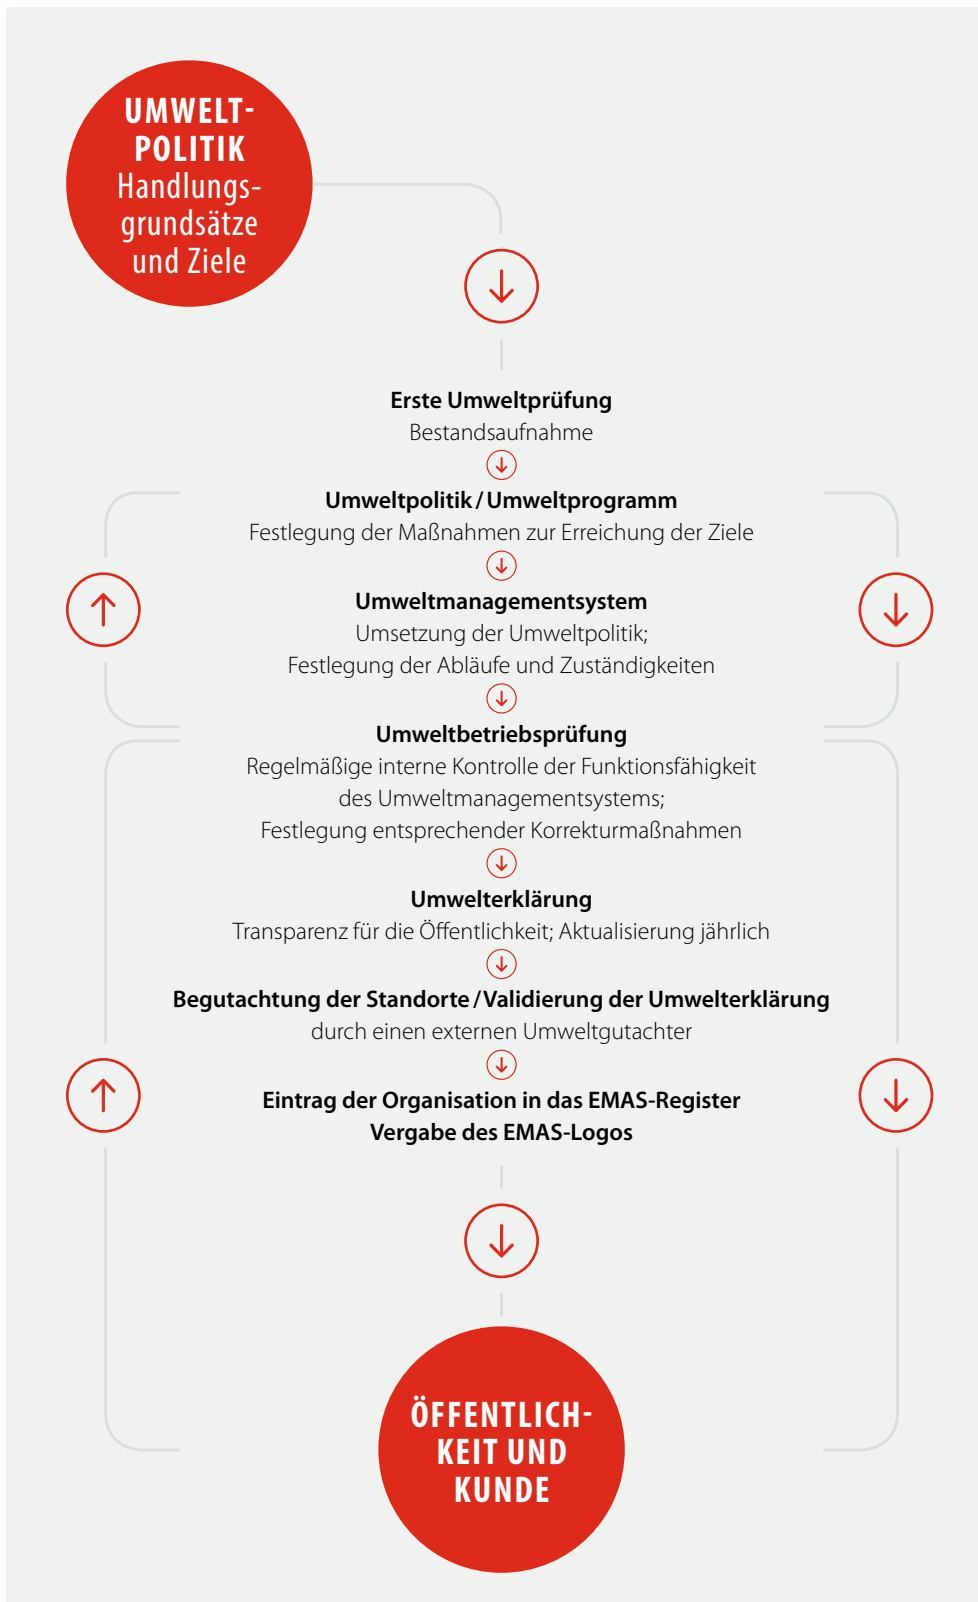 UMWELT-
POLITIK
Handlungs-
grundsätze
und Ziele
Erste Umweltprüfung
Bestandsaufnahme
Umweltpolitik / Umweltprogramm
Festlegung der Maßnahmen zur Erreichung der Ziele
Umweltmanagementsystem
Umsetzung der Umweltpolitik;
Festlegung der Abläufe und Zuständigkeiten
Umweltbetriebsprüfung
Regelmäßige interne Kontrolle der Funktionsfähigkeit
des Umweltmanagementsystems;
Festlegung entsprechender Korrekturmaßnahmen
Umwelterklärung
Transparenz für die Öffentlichkeit; Aktualisierung jährlich
Begutachtung der Standorte / Validierung der Umwelterklärung
durch einen externen Umweltgutachter
Eintrag der Organisation in das EMAS-Register
Vergabe des EMAS-Logos
ÖFFENTLICH-
KEIT UND
KUNDE